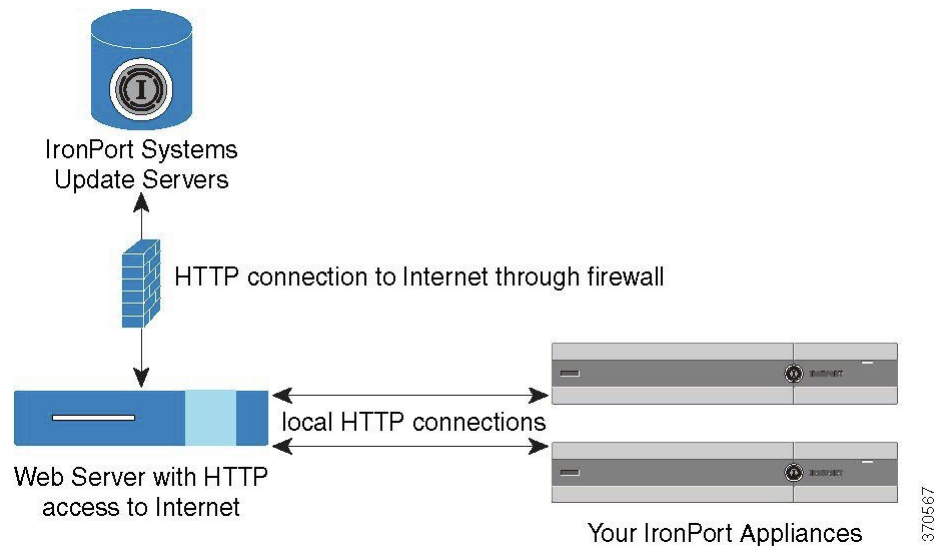 IronPort Systems
Update Servers
HTTP connection to Internet through firewall
local HTTP connections
Web Server with HTTP
access to Internet
Your IronPort Appliances
370567